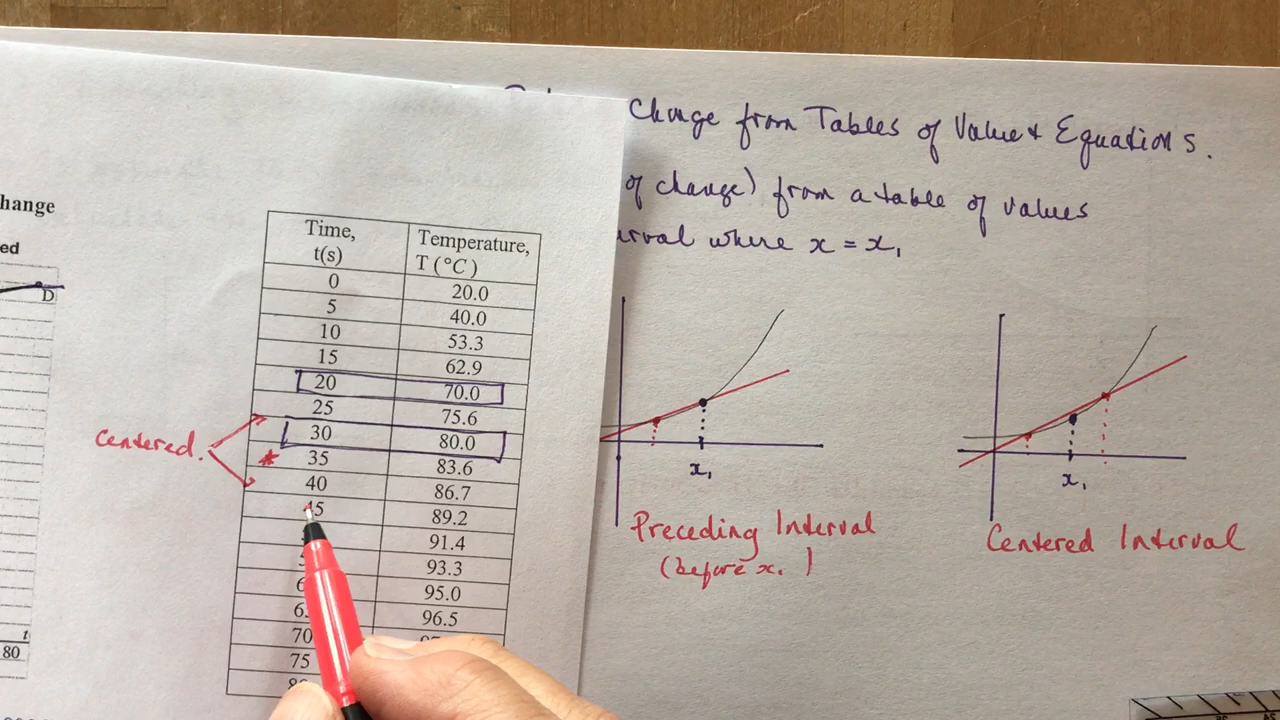 Change from Tables of Values & Equations.
of change) from a table of values
where x = x₁
hange
ed
D
t
80
Time, t(s) Temperature, T (°C)
0 20.0
5 40.0
10 53.3
15 62.9
20 70.0
25 75.6
30 80.0
35 83.6
40 86.7
45 89.2
91.4
93.3
95.0
96.5
70
75
Centered.
*
x₁
Preceding Interval
(before x₁)
x₁
Centered Interval